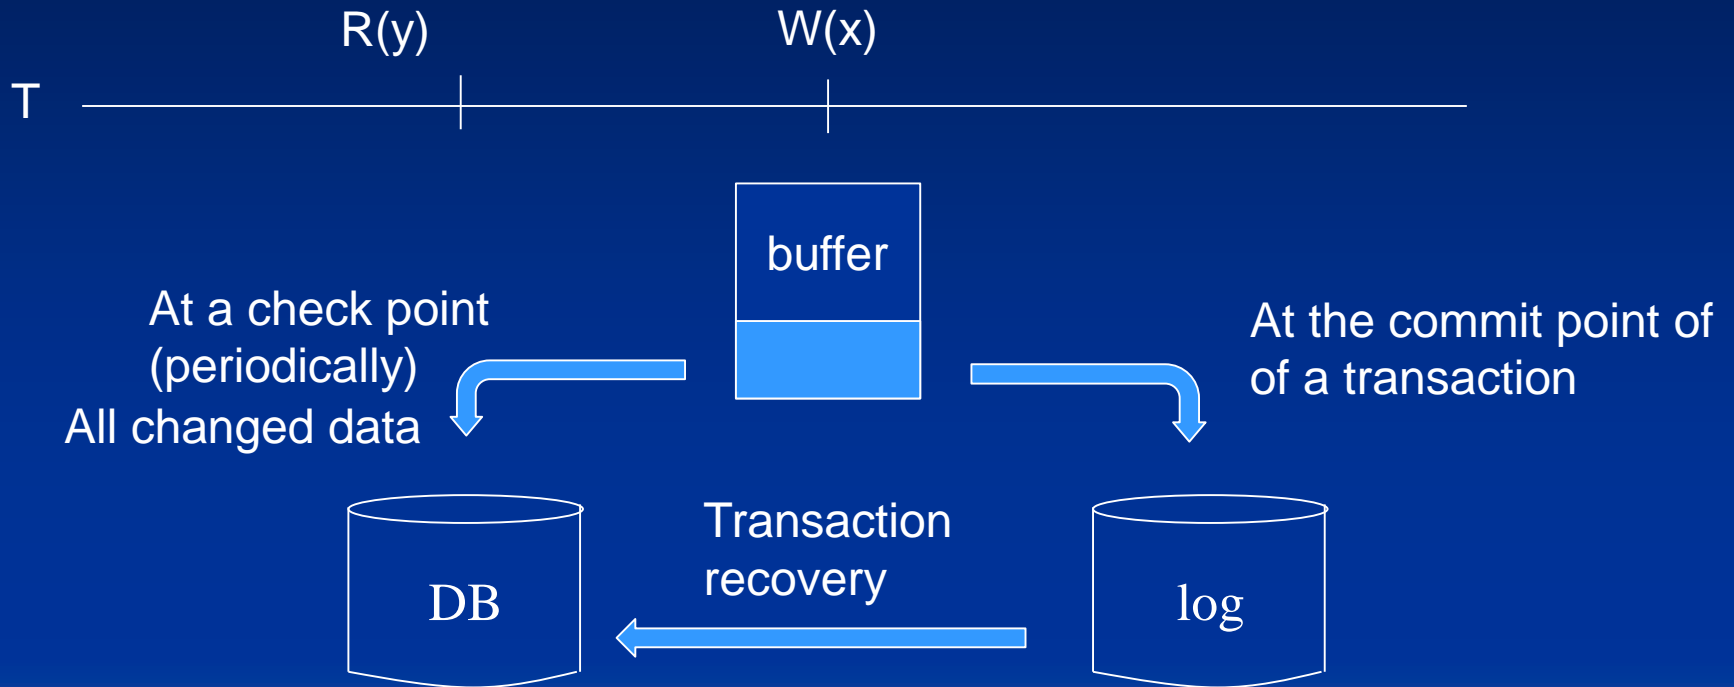 R(y)
W(x)
T
buffer
At a check point
(periodically)
All changed data
At the commit point of
of a transaction
Transaction
recovery
DB
log